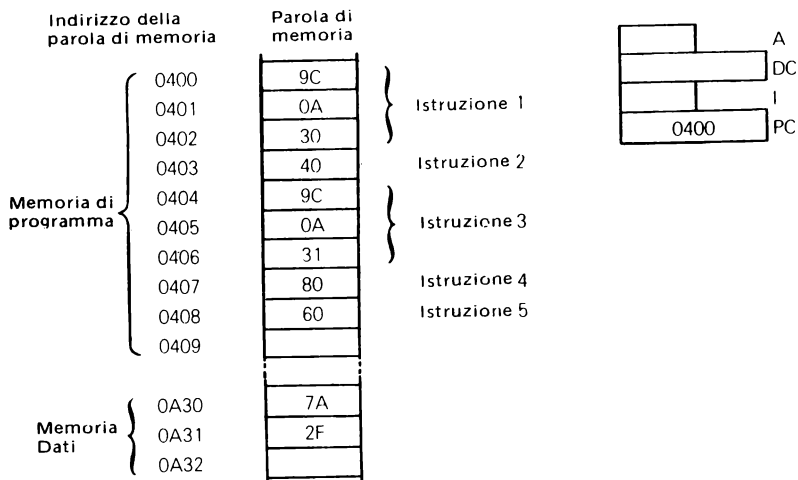 Indirizzo della
parola di memoria
Parola di
memoria
0400 9C
0401 0A
0402 30
Istruzione 1
0403 40 Istruzione 2
0404 9C
0405 0A
0406 31
Istruzione 3
0407 80 Istruzione 4
0408 60 Istruzione 5
0409
Memoria di
programma
0A30 7A
0A31 2F
0A32
Memoria
Dati
A
DC
I
0400 PC